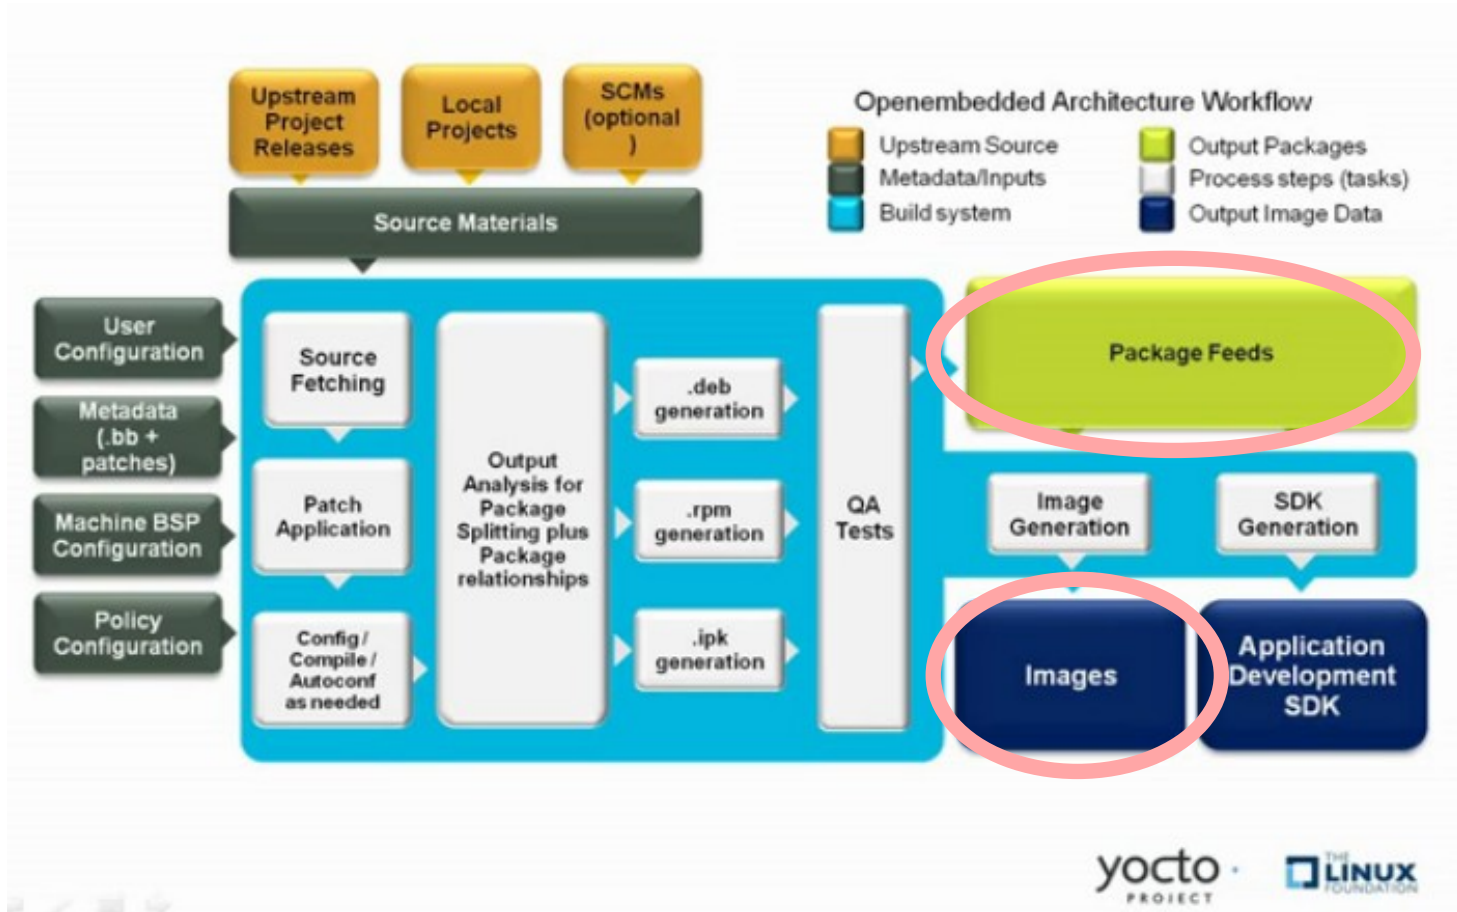 Upstream
Project
Releases
Local
Projects
SCMs
(optional
)
Openembedded Architecture Workflow
Upstream Source
Metadata/Inputs
Build system
Output Packages
Process steps (tasks)
Output Image Data
Source Materials
User
Configuration
Metadata
(.bb +
patches)
Machine BSP
Configuration
Policy
Configuration
Source
Fetching
Patch
Application
Config /
Compile /
Autoconf
as needed
Output
Analysis for
Package
Splitting plus
Package
relationships
.deb
generation
.rpm
generation
.ipk
generation
QA
Tests
Package Feeds
Image
Generation
SDK
Generation
Images
Application
Development
SDK
yocto
PROJECT
THE
LINUX
FOUNDATION